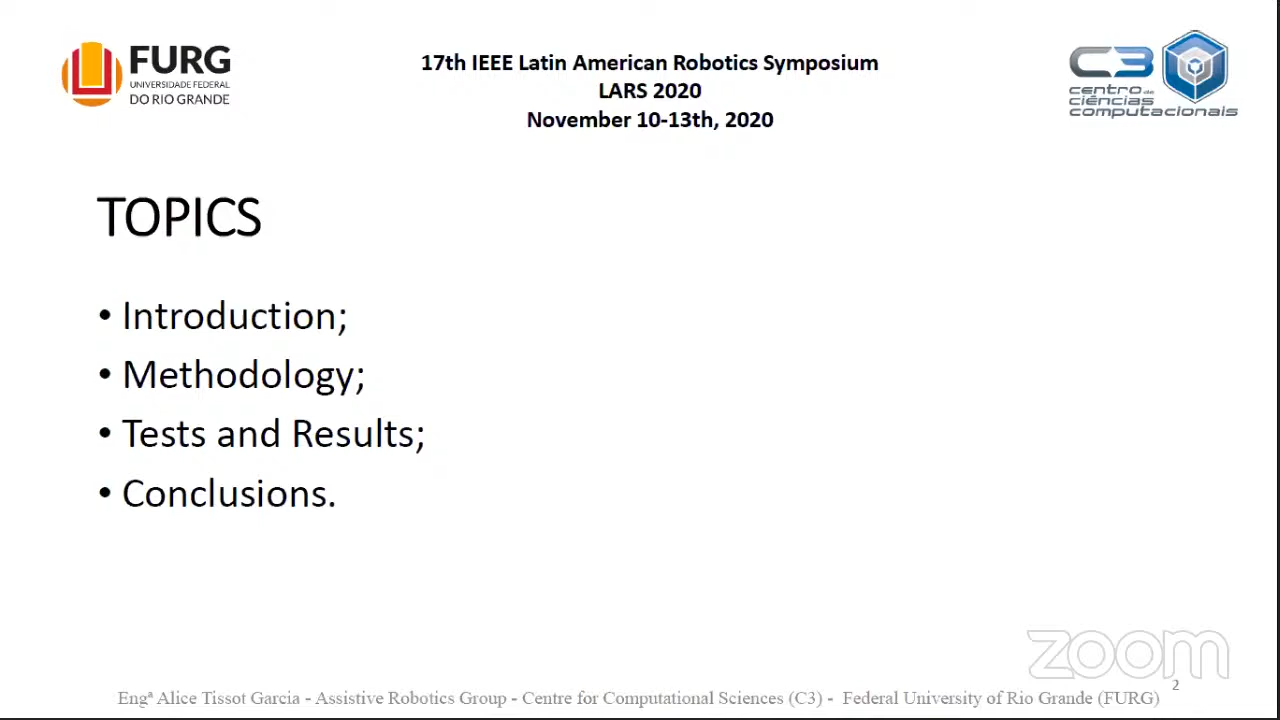 FURG
UNIVERSIDADE FEDERAL
DO RIO GRANDE
17th IEEE Latin American Robotics Symposium
LARS 2020
November 10-13th, 2020
C3
centro de
ciências
computacionais
TOPICS
• Introduction;
• Methodology;
• Tests and Results;
• Conclusions.
zoom
2
Engª Alice Tissot Garcia - Assistive Robotics Group - Centre for Computational Sciences (C3) - Federal University of Rio Grande (FURG)